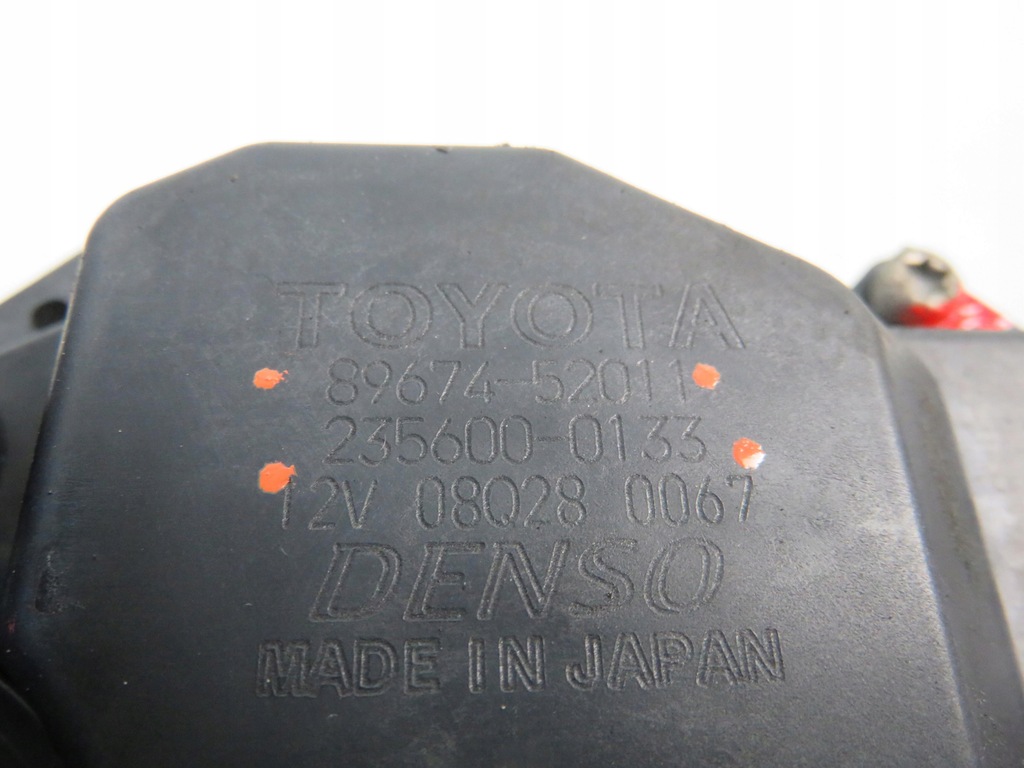 TOYOTA
89674-52011
235600-0133
12V 08Q28 0067
DENSO
MADE IN JAPAN